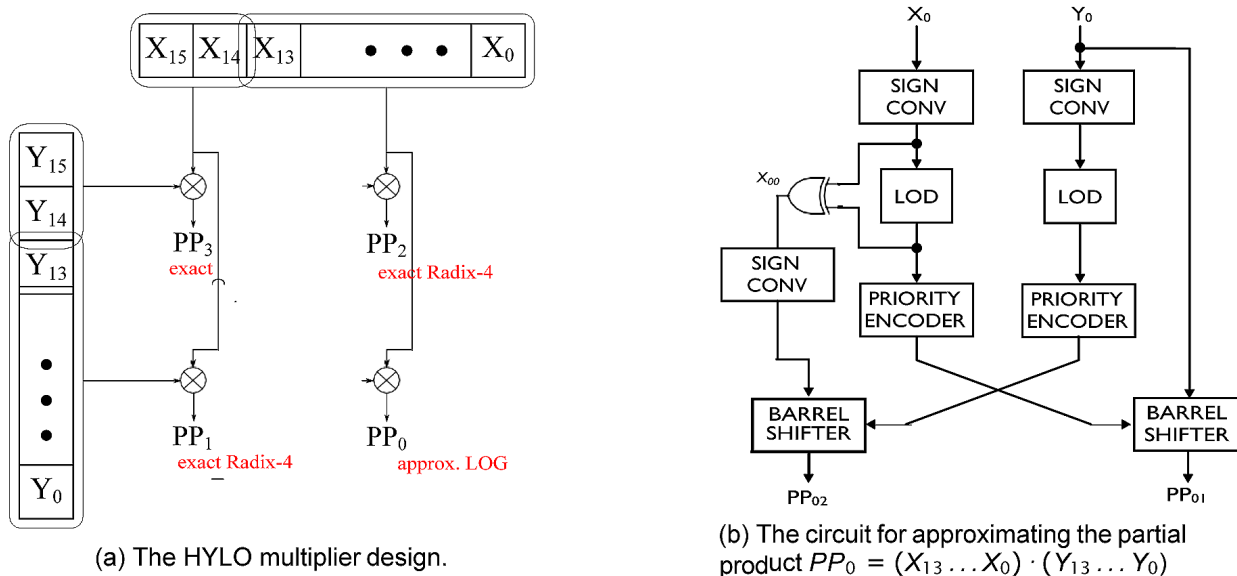 X15 X14 X13 • • • X0
Y15
Y14
Y13
Y0
PP3
exact
PP2
exact Radix-4
PP1
exact Radix-4
PP0
approx. LOG
(a) The HYLO multiplier design.
X0
Y0
SIGN
CONV
SIGN
CONV
X00
LOD
LOD
SIGN
CONV
PRIORITY
ENCODER
PRIORITY
ENCODER
BARREL
SHIFTER
BARREL
SHIFTER
PP02
PP01
(b) The circuit for approximating the partial
product PP0 = (X13 ... X0) · (Y13 ... Y0)